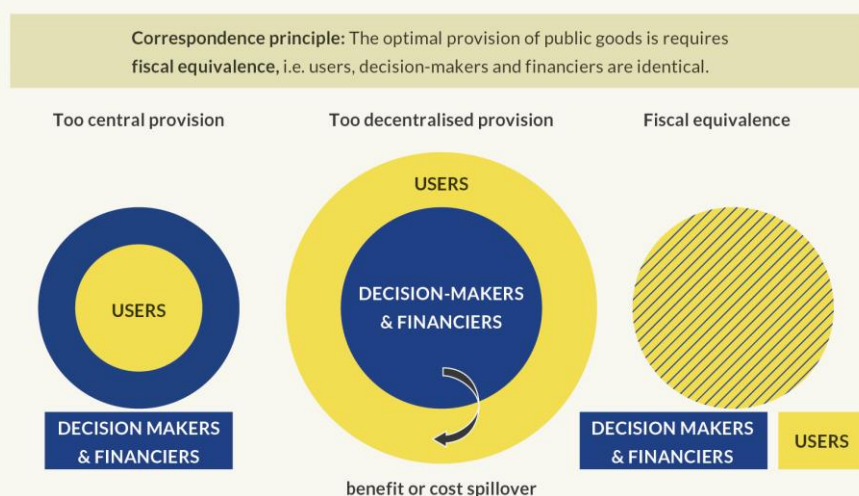 Correspondence principle: The optimal provision of public goods is requires
fiscal equivalence, i.e. users, decision-makers and financiers are identical.
Too central provision
Too decentralised provision
Fiscal equivalence
USERS
USERS
DECISION-MAKERS
& FINANCIERS
DECISION MAKERS
& FINANCIERS
DECISION MAKERS
& FINANCIERS
USERS
benefit or cost spillover